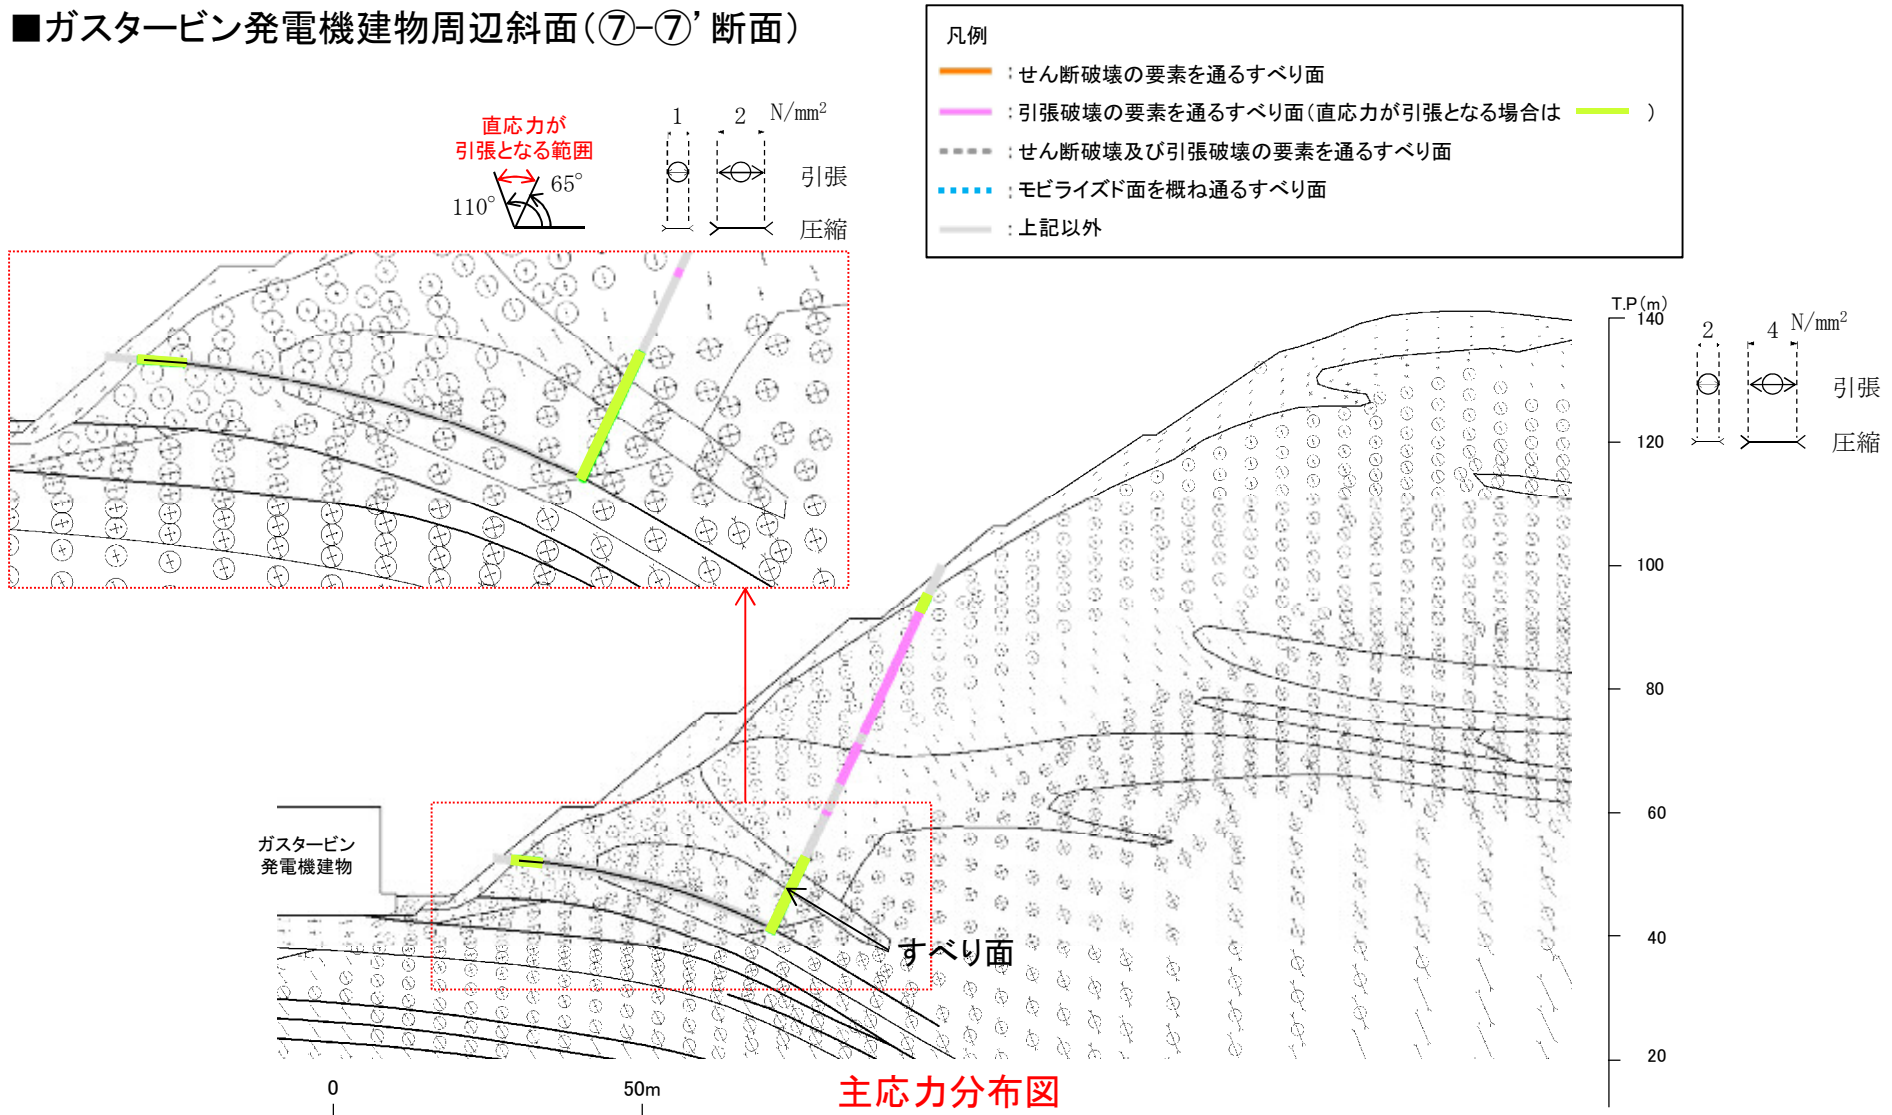 ■ガスタービン発電機建物周辺斜面(⑦-⑦’断面)
凡例
：せん断破壊の要素を通るすべり面
：引張破壊の要素を通るすべり面(直応力が引張となる場合は　　)
：せん断破壊及び引張破壊の要素を通るすべり面
：モビライズド面を概ね通るすべり面
：上記以外
直応力が
引張となる範囲
65°
110°
1 2 N/mm²
引張
圧縮
T.P(m)
140
120
100
80
60
40
20
2 4 N/mm²
引張
圧縮
ガスタービン
発電機建物
すべり面
0 50m
主応力分布図